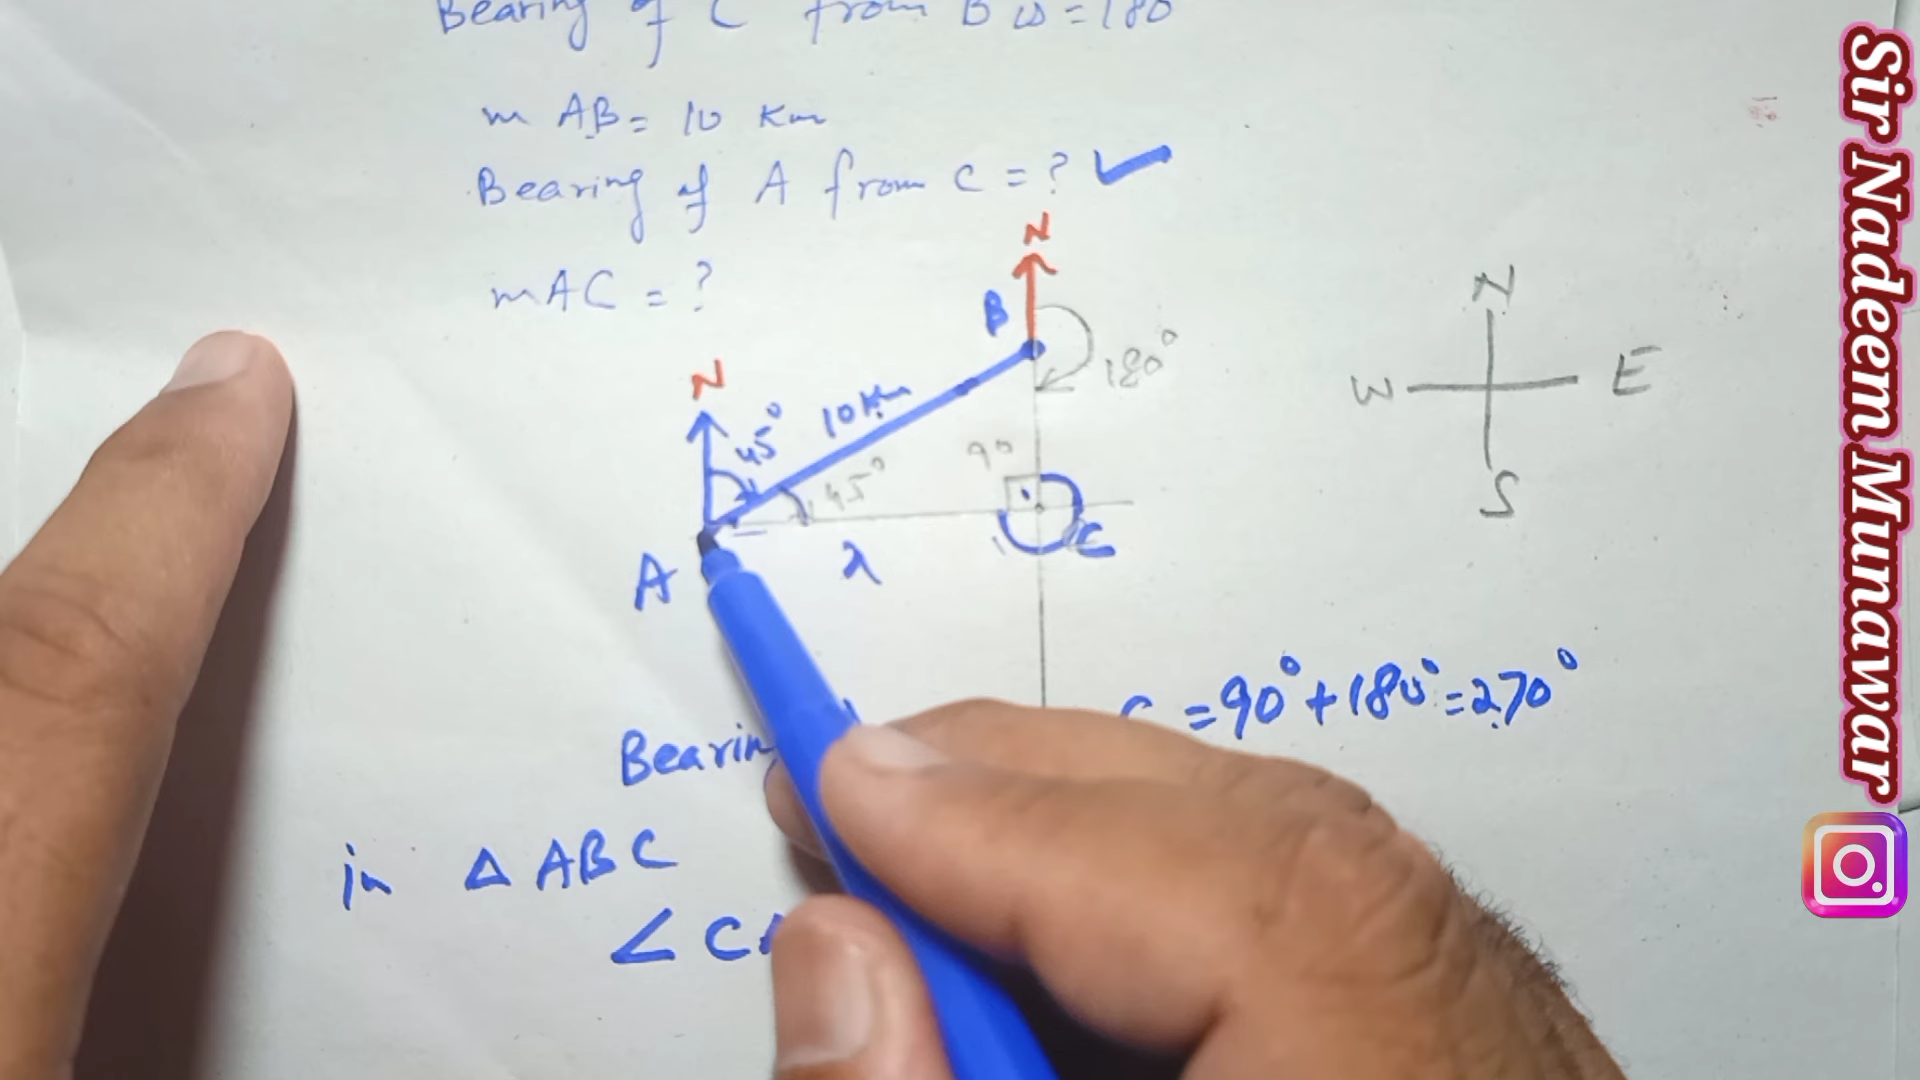 Bearing of C from B is = 180
m AB = 10 Km
Bearing of A from C = ?
m AC = ?
N
N
B
180°
N
W E
S
45°
10 Km
45°
90
A
x
C
Bearin
= 90° + 180° = 270°
in Δ ABC
∠ CA
Sir Nadeem Munawar